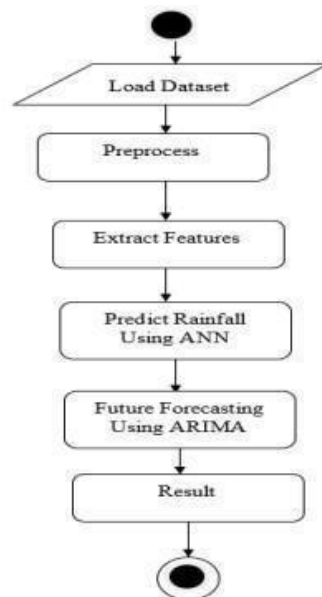 Load Dataset
Preprocess
Extract Features
Predict Rainfall
Using ANN
Future Forecasting
Using ARIMA
Result